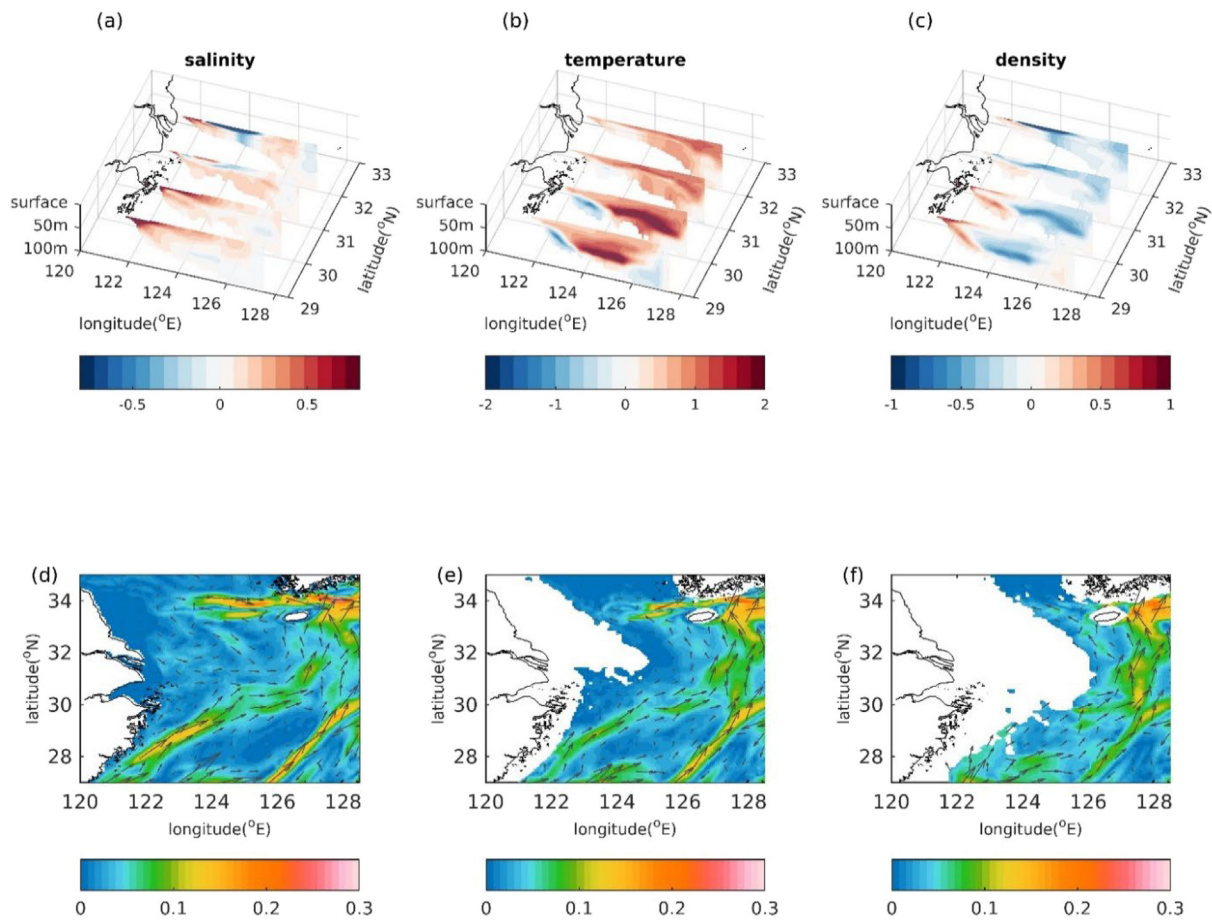 (a) (b) (c)
salinity temperature density
33 33 33
32 32 32
31 31 31
30 30 30
29 29 29
latitude(°N) latitude(°N) latitude(°N)
surface surface surface
50m 50m 50m
100m 100m 100m
120 122 124 126 128 120 122 124 126 128 120 122 124 126 128
longitude(°E) longitude(°E) longitude(°E)
-0.5 0 0.5 -2 -1 0 1 2 -1 -0.5 0 0.5 1
(d) (e) (f)
34 34 34
32 32 32
30 30 30
28 28 28
latitude(°N) latitude(°N) latitude(°N)
120 122 124 126 128 120 122 124 126 128 120 122 124 126 128
longitude(°E) longitude(°E) longitude(°E)
0 0.1 0.2 0.3 0 0.1 0.2 0.3 0 0.1 0.2 0.3